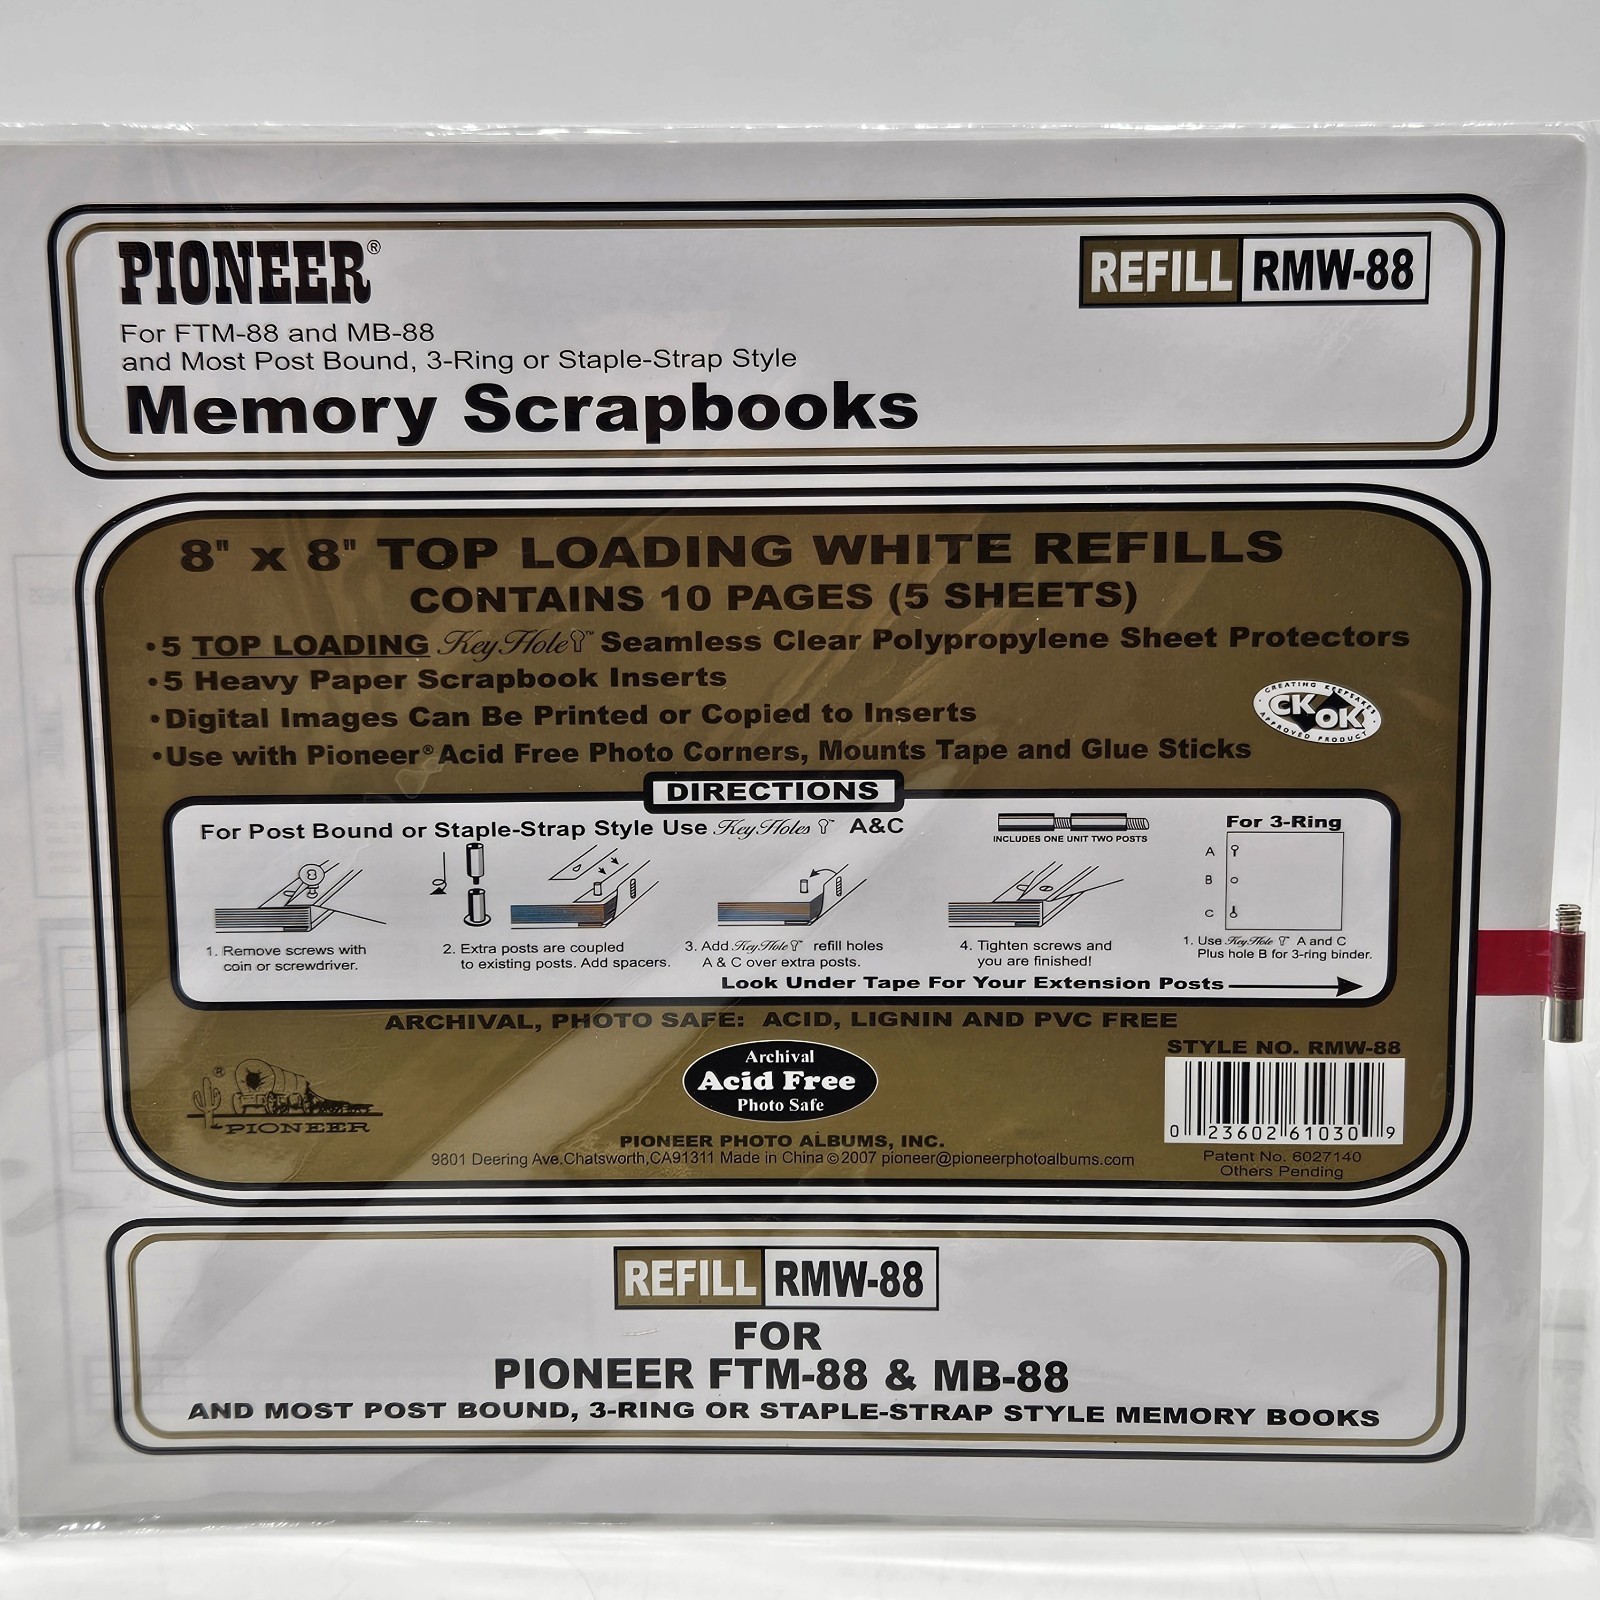 PIONEER®
REFILL RMW-88
For FTM-88 and MB-88
and Most Post Bound, 3-Ring or Staple-Strap Style
Memory Scrapbooks
8" x 8" TOP LOADING WHITE REFILLS
CONTAINS 10 PAGES (5 SHEETS)
•5 TOP LOADING KeyHole™ Seamless Clear Polypropylene Sheet Protectors
•5 Heavy Paper Scrapbook Inserts
•Digital Images Can Be Printed or Copied to Inserts
•Use with Pioneer® Acid Free Photo Corners, Mounts Tape and Glue Sticks
CREATING KEEPSAKES
CK OK
APPROVED PRODUCT
DIRECTIONS
For Post Bound or Staple-Strap Style Use KeyHoles™ A&C
INCLUDES ONE UNIT TWO POSTS
For 3-Ring
A
B
C
1. Remove screws with
coin or screwdriver.
2. Extra posts are coupled
to existing posts. Add spacers.
3. Add KeyHole™ refill holes
A & C over extra posts.
4. Tighten screws and
you are finished!
1. Use KeyHole™ A and C
Plus hole B for 3-ring binder.
Look Under Tape For Your Extension Posts
ARCHIVAL, PHOTO SAFE: ACID, LIGNIN AND PVC FREE
®
PIONEER
Archival
Acid Free
Photo Safe
STYLE NO. RMW-88
0 23602 61030 9
Patent No. 6027140
Others Pending
PIONEER PHOTO ALBUMS, INC.
9801 Deering Ave.Chatsworth,CA91311 Made in China ©2007 pioneer@pioneerphotoalbums.com
REFILL RMW-88
FOR
PIONEER FTM-88 & MB-88
AND MOST POST BOUND, 3-RING OR STAPLE-STRAP STYLE MEMORY BOOKS